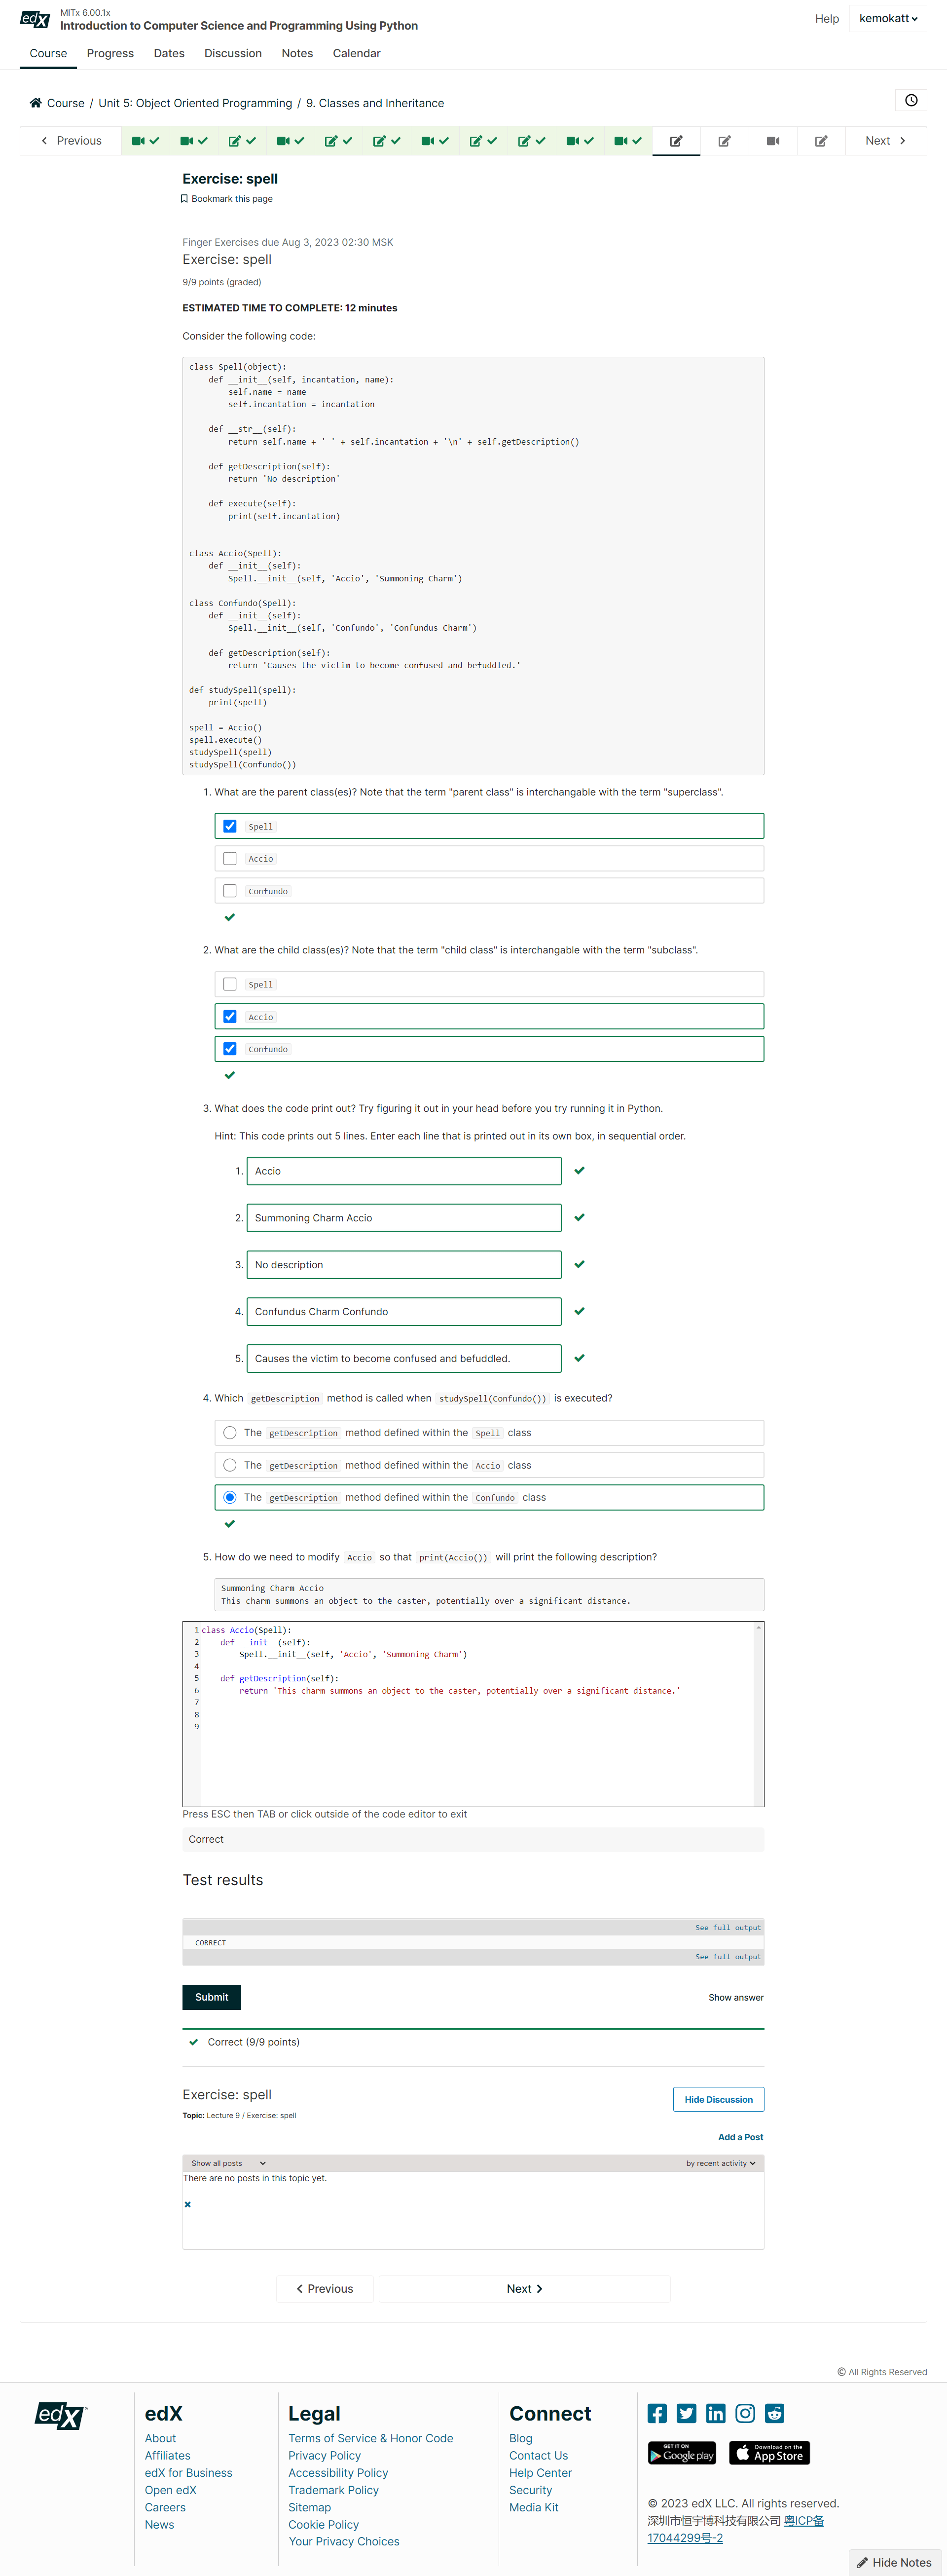 edX
MITx 6.00.1x
Introduction to Computer Science and Programming Using Python
Help
kemokatt
Course
Progress
Dates
Discussion
Notes
Calendar
Course / Unit 5: Object Oriented Programming / 9. Classes and Inheritance
Previous
Next
Exercise: spell
Bookmark this page
Finger Exercises due Aug 3, 2023 02:30 MSK
Exercise: spell
9/9 points (graded)
ESTIMATED TIME TO COMPLETE: 12 minutes
Consider the following code:
class Spell(object):
    def __init__(self, incantation, name):
        self.name = name
        self.incantation = incantation
    def __str__(self):
        return self.name + ' ' + self.incantation + '\n' + self.getDescription()
    def getDescription(self):
        return 'No description'
    def execute(self):
        print(self.incantation)
class Accio(Spell):
    def __init__(self):
        Spell.__init__(self, 'Accio', 'Summoning Charm')
class Confundo(Spell):
    def __init__(self):
        Spell.__init__(self, 'Confundo', 'Confundus Charm')
    def getDescription(self):
        return 'Causes the victim to become confused and befuddled.'
def studySpell(spell):
    print(spell)
spell = Accio()
spell.execute()
studySpell(spell)
studySpell(Confundo())
1. What are the parent class(es)? Note that the term "parent class" is interchangable with the term "superclass".
Spell
Accio
Confundo
2. What are the child class(es)? Note that the term "child class" is interchangable with the term "subclass".
Spell
Accio
Confundo
3. What does the code print out? Try figuring it out in your head before you try running it in Python.
Hint: This code prints out 5 lines. Enter each line that is printed out in its own box, in sequential order.
1. Accio
2. Summoning Charm Accio
3. No description
4. Confundus Charm Confundo
5. Causes the victim to become confused and befuddled.
4. Which getDescription method is called when studySpell(Confundo()) is executed?
The getDescription method defined within the Spell class
The getDescription method defined within the Accio class
The getDescription method defined within the Confundo class
5. How do we need to modify Accio so that print(Accio()) will print the following description?
Summoning Charm Accio
This charm summons an object to the caster, potentially over a significant distance.
1 class Accio(Spell):
2     def __init__(self):
3         Spell.__init__(self, 'Accio', 'Summoning Charm')
4
5     def getDescription(self):
6         return 'This charm summons an object to the caster, potentially over a significant distance.'
7
8
9
Press ESC then TAB or click outside of the code editor to exit
Correct
Test results
See full output
CORRECT
See full output
Submit
Show answer
Correct (9/9 points)
Exercise: spell
Hide Discussion
Topic: Lecture 9 / Exercise: spell
Add a Post
Show all posts
by recent activity
There are no posts in this topic yet.
Previous
Next
© All Rights Reserved
edX
edX
About
Affiliates
edX for Business
Open edX
Careers
News
Legal
Terms of Service & Honor Code
Privacy Policy
Accessibility Policy
Trademark Policy
Sitemap
Cookie Policy
Your Privacy Choices
Connect
Blog
Contact Us
Help Center
Security
Media Kit
GET IT ON
Google play
Download on the
App Store
© 2023 edX LLC. All rights reserved.
深圳市恒宇博科技有限公司 粤ICP备
17044299号-2
Hide Notes